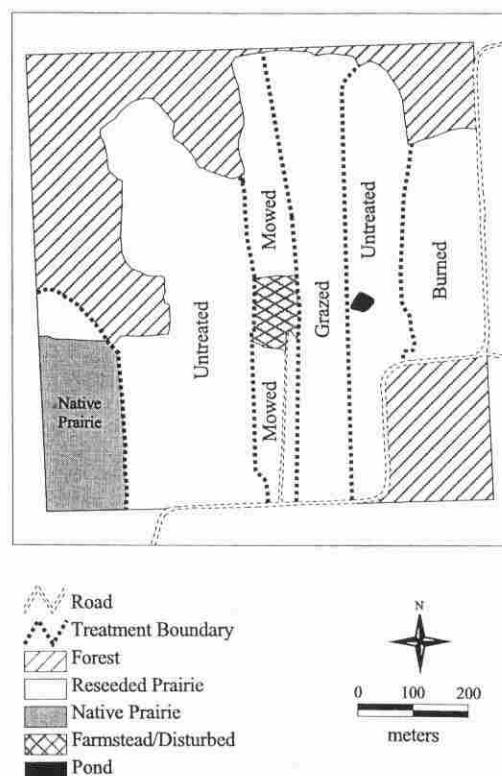 Mowed
Untreated
Burned
Grazed
Untreated
Native
Prairie
Mowed
Road
Treatment Boundary
Forest
Reseeded Prairie
Native Prairie
Farmstead/Disturbed
Pond
N
0 100 200
meters